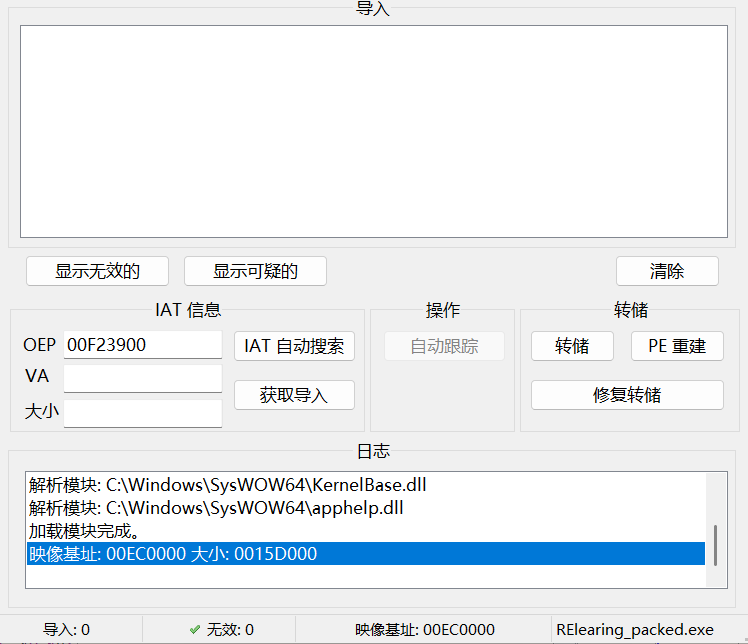 导入
显示无效的 显示可疑的 清除
IAT 信息 操作 转储
OEP 00F23900 IAT 自动搜索 自动跟踪 转储 PE 重建
VA
大小 获取导入 修复转储
日志
解析模块: C:\Windows\SysWOW64\KernelBase.dll
解析模块: C:\Windows\SysWOW64\apphelp.dll
加载模块完成。
映像基址: 00EC0000 大小: 0015D000
导入: 0 无效: 0 映像基址: 00EC0000 RElearing_packed.exe